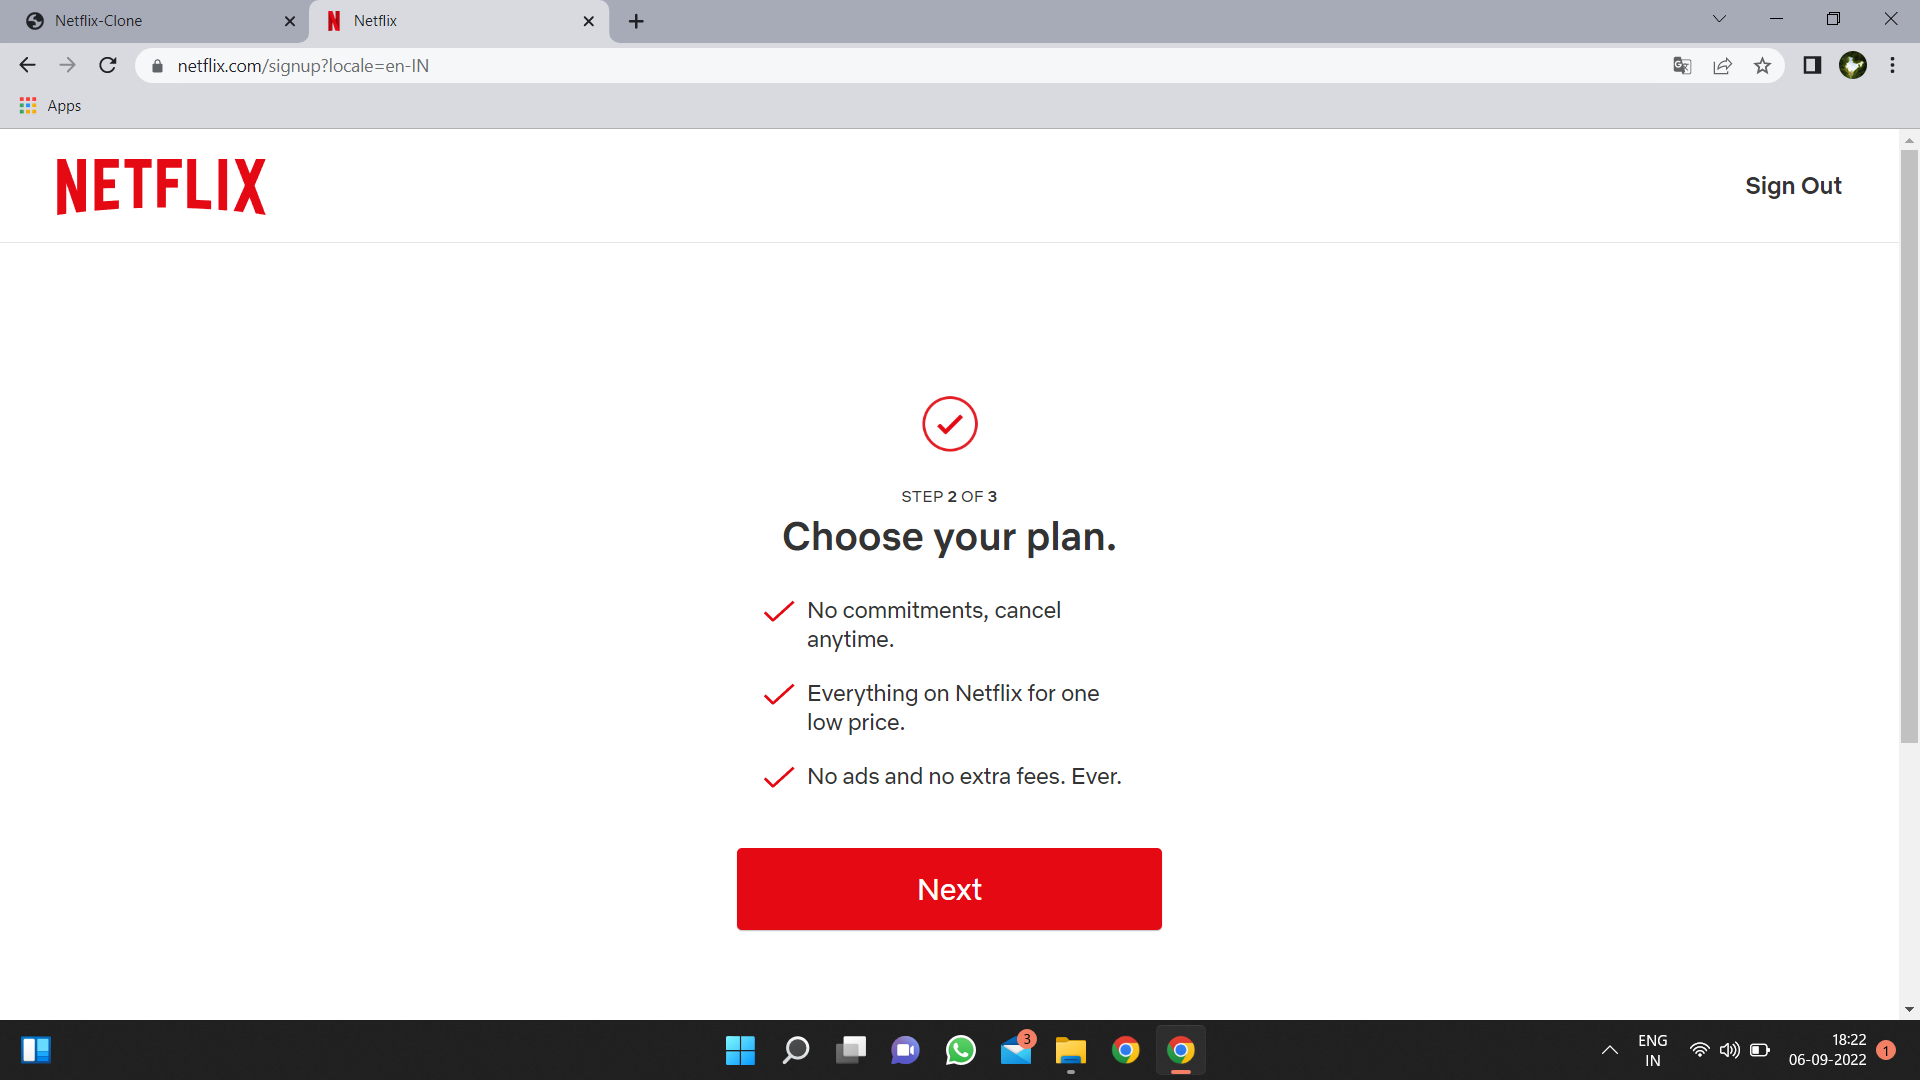 Netflix-Clone
Netflix
netflix.com/signup?locale=en-IN
Apps
NETFLIX
Sign Out
STEP 2 OF 3
Choose your plan.
No commitments, cancel
anytime.
Everything on Netflix for one
low price.
No ads and no extra fees. Ever.
Next
3
ENG
IN
18:22
06-09-2022
1